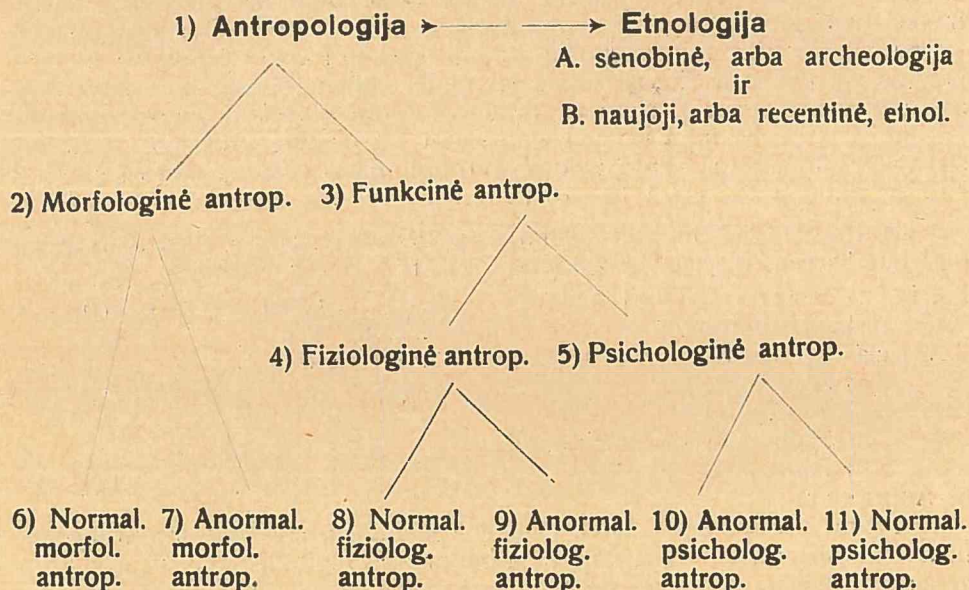 1) Antropologija Etnologija
A. senobinė, arba archeologija
ir
B. naujoji, arba recentinė, etnol.
2) Morfologinė antrop. 3) Funkcinė antrop.
4) Fiziologinė antrop. 5) Psichologinė antrop.
6) Normal. 7) Anormal. 8) Normal. 9) Anormal. 10) Anormal. 11) Normal.
morfol. morfol. fiziolog. fiziolog. psicholog. psicholog.
antrop. antrop. antrop. antrop. antrop. antrop.